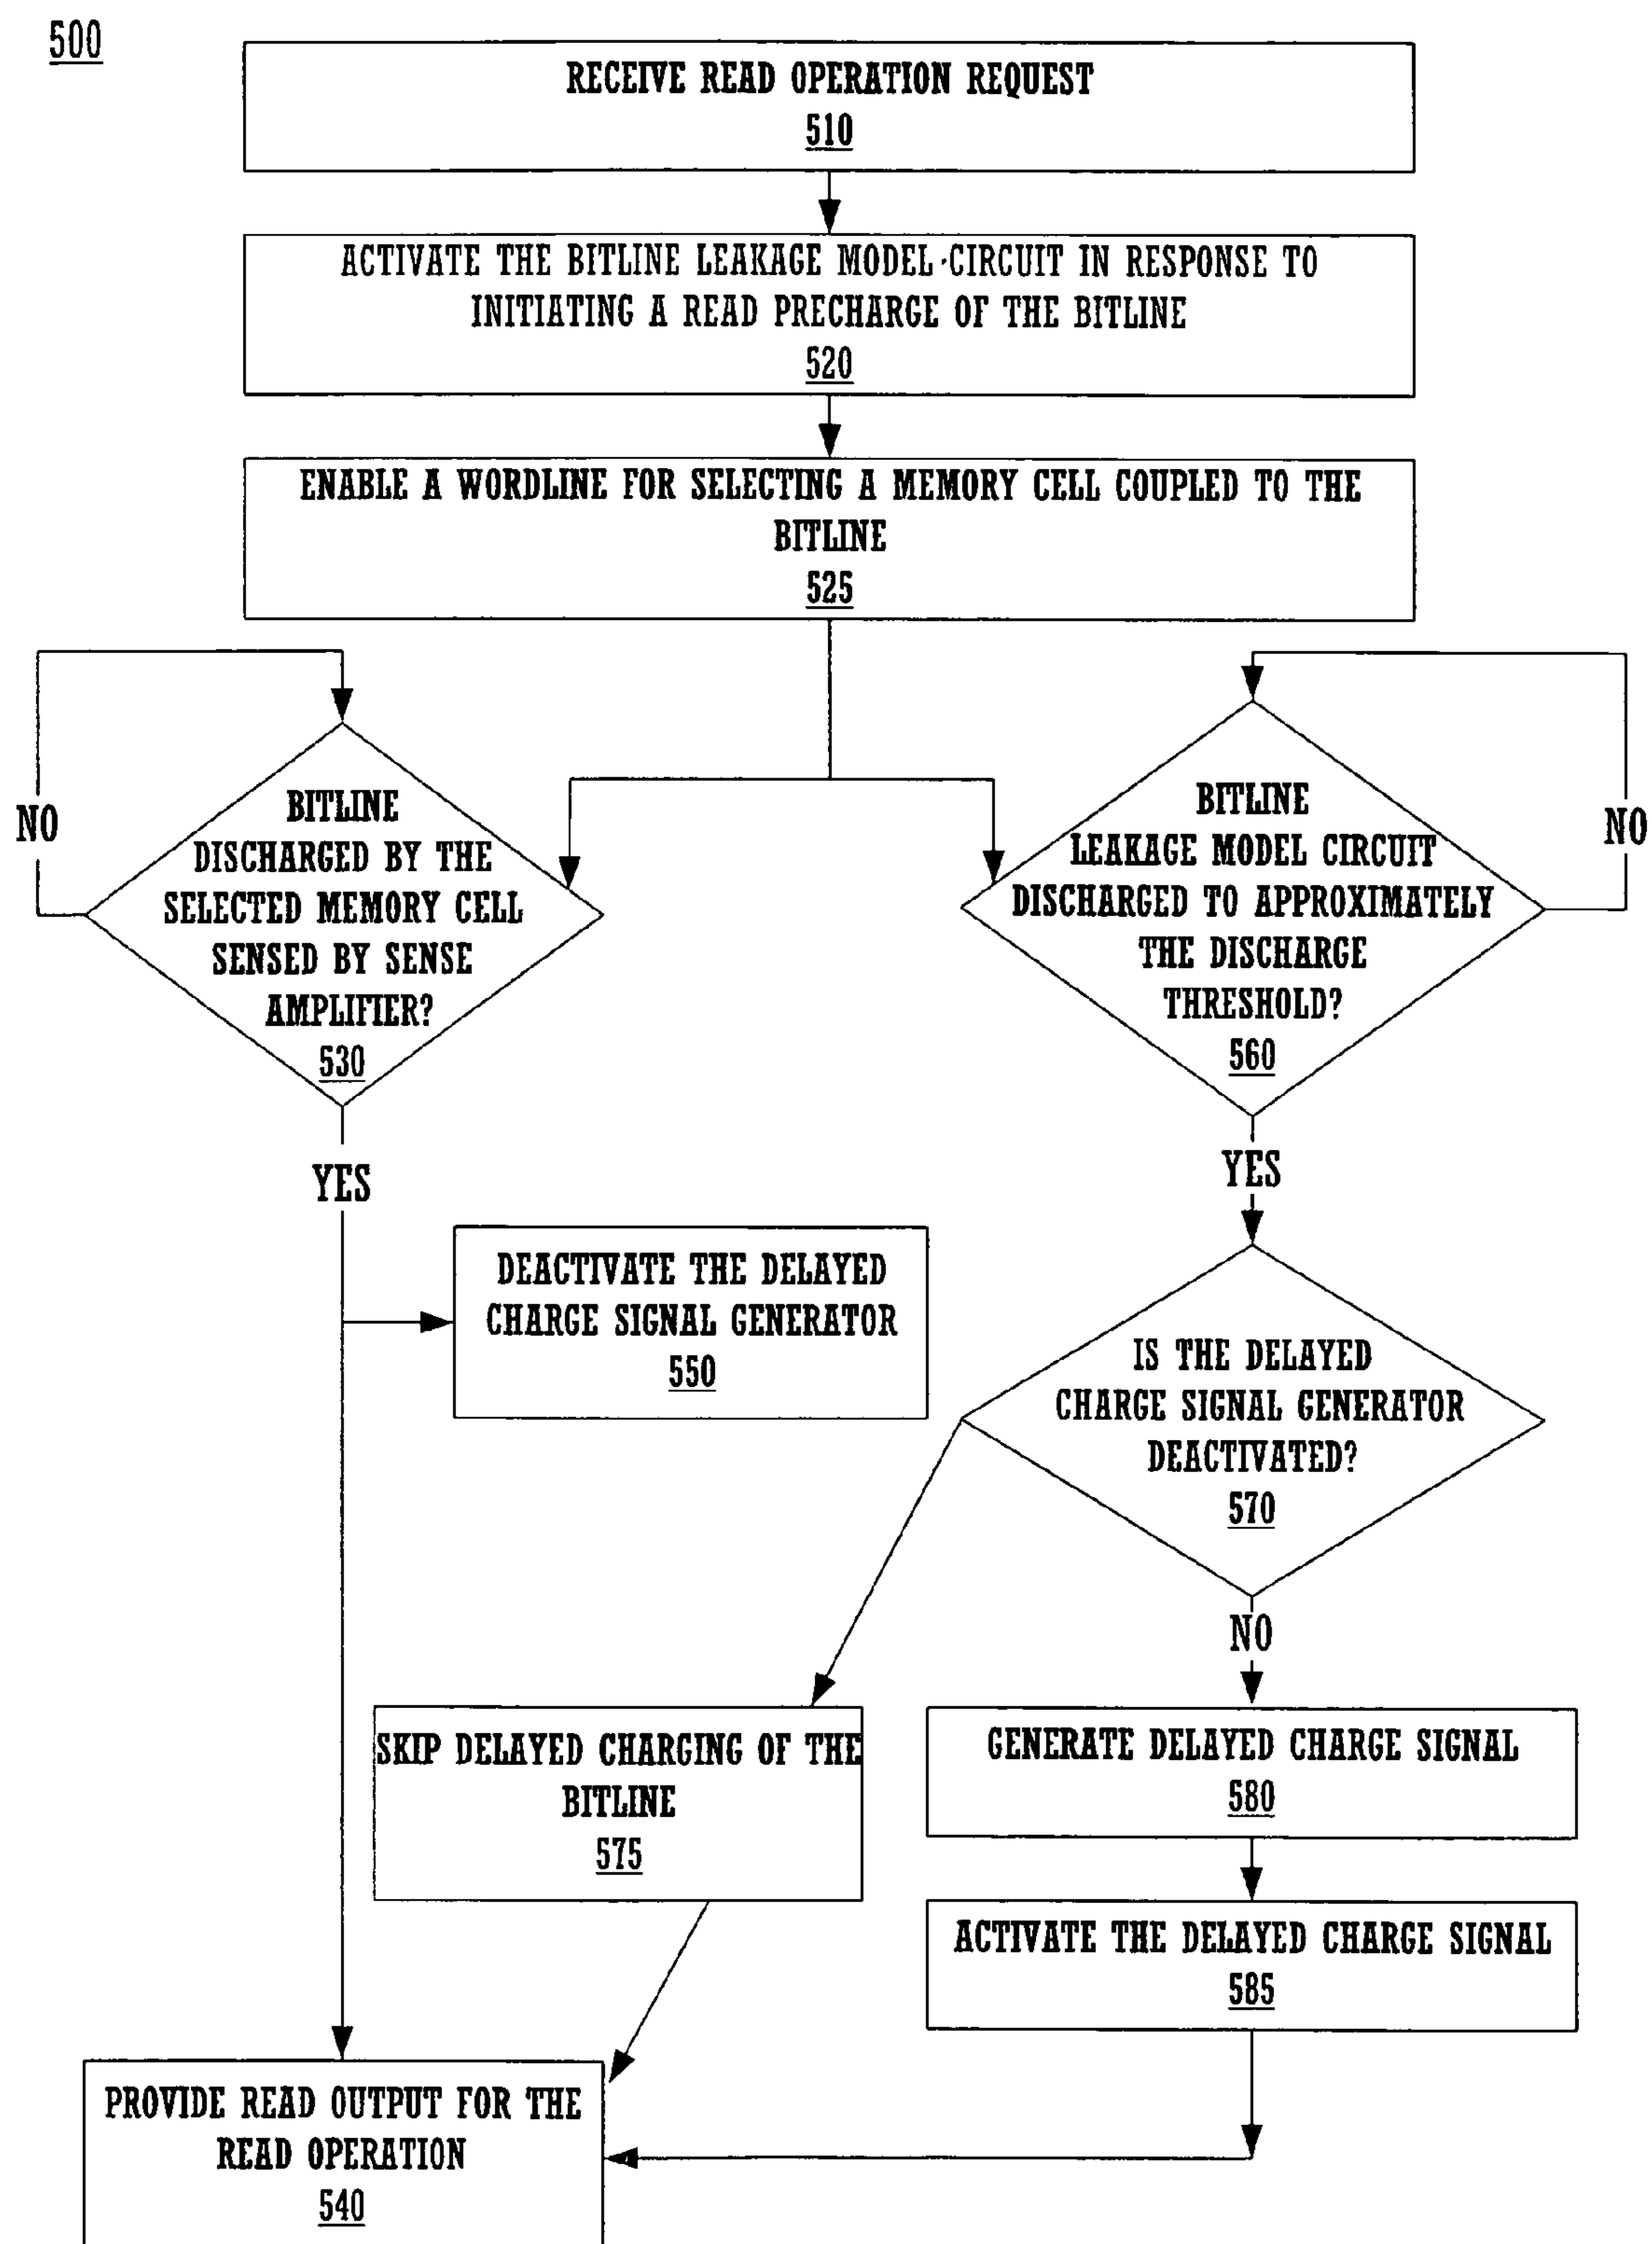 500
RECEIVE READ OPERATION REQUEST
510
ACTIVATE THE BITLINE LEAKAGE MODEL-CIRCUIT IN RESPONSE TO
INITIATING A READ PRECHARGE OF THE BITLINE
520
ENABLE A WORDLINE FOR SELECTING A MEMORY CELL COUPLED TO THE
BITLINE
525
NO
BITLINE
DISCHARGED BY THE
SELECTED MEMORY CELL
SENSED BY SENSE
AMPLIFIER?
530
BITLINE
LEAKAGE MODEL CIRCUIT
DISCHARGED TO APPROXIMATELY
THE DISCHARGE
THRESHOLD?
560
NO
YES
YES
DEACTIVATE THE DELAYED
CHARGE SIGNAL GENERATOR
550
IS THE DELAYED
CHARGE SIGNAL GENERATOR
DEACTIVATED?
570
NO
SKIP DELAYED CHARGING OF THE
BITLINE
575
GENERATE DELAYED CHARGE SIGNAL
580
ACTIVATE THE DELAYED CHARGE SIGNAL
585
PROVIDE READ OUTPUT FOR THE
READ OPERATION
540